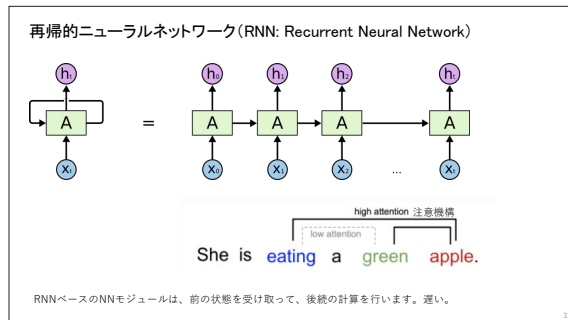 再帰的ニューラルネットワーク（RNN: Recurrent Neural Network）
hₜ h₀ h₁ h₂ hₜ
A = A A A A
xₜ x₀ x₁ x₂ ... xₜ
high attention 注意機構
low attention
She is eating a green apple.
RNNベースのNNモジュールは、前の状態を受け取って、後続の計算を行います。遅い。
3